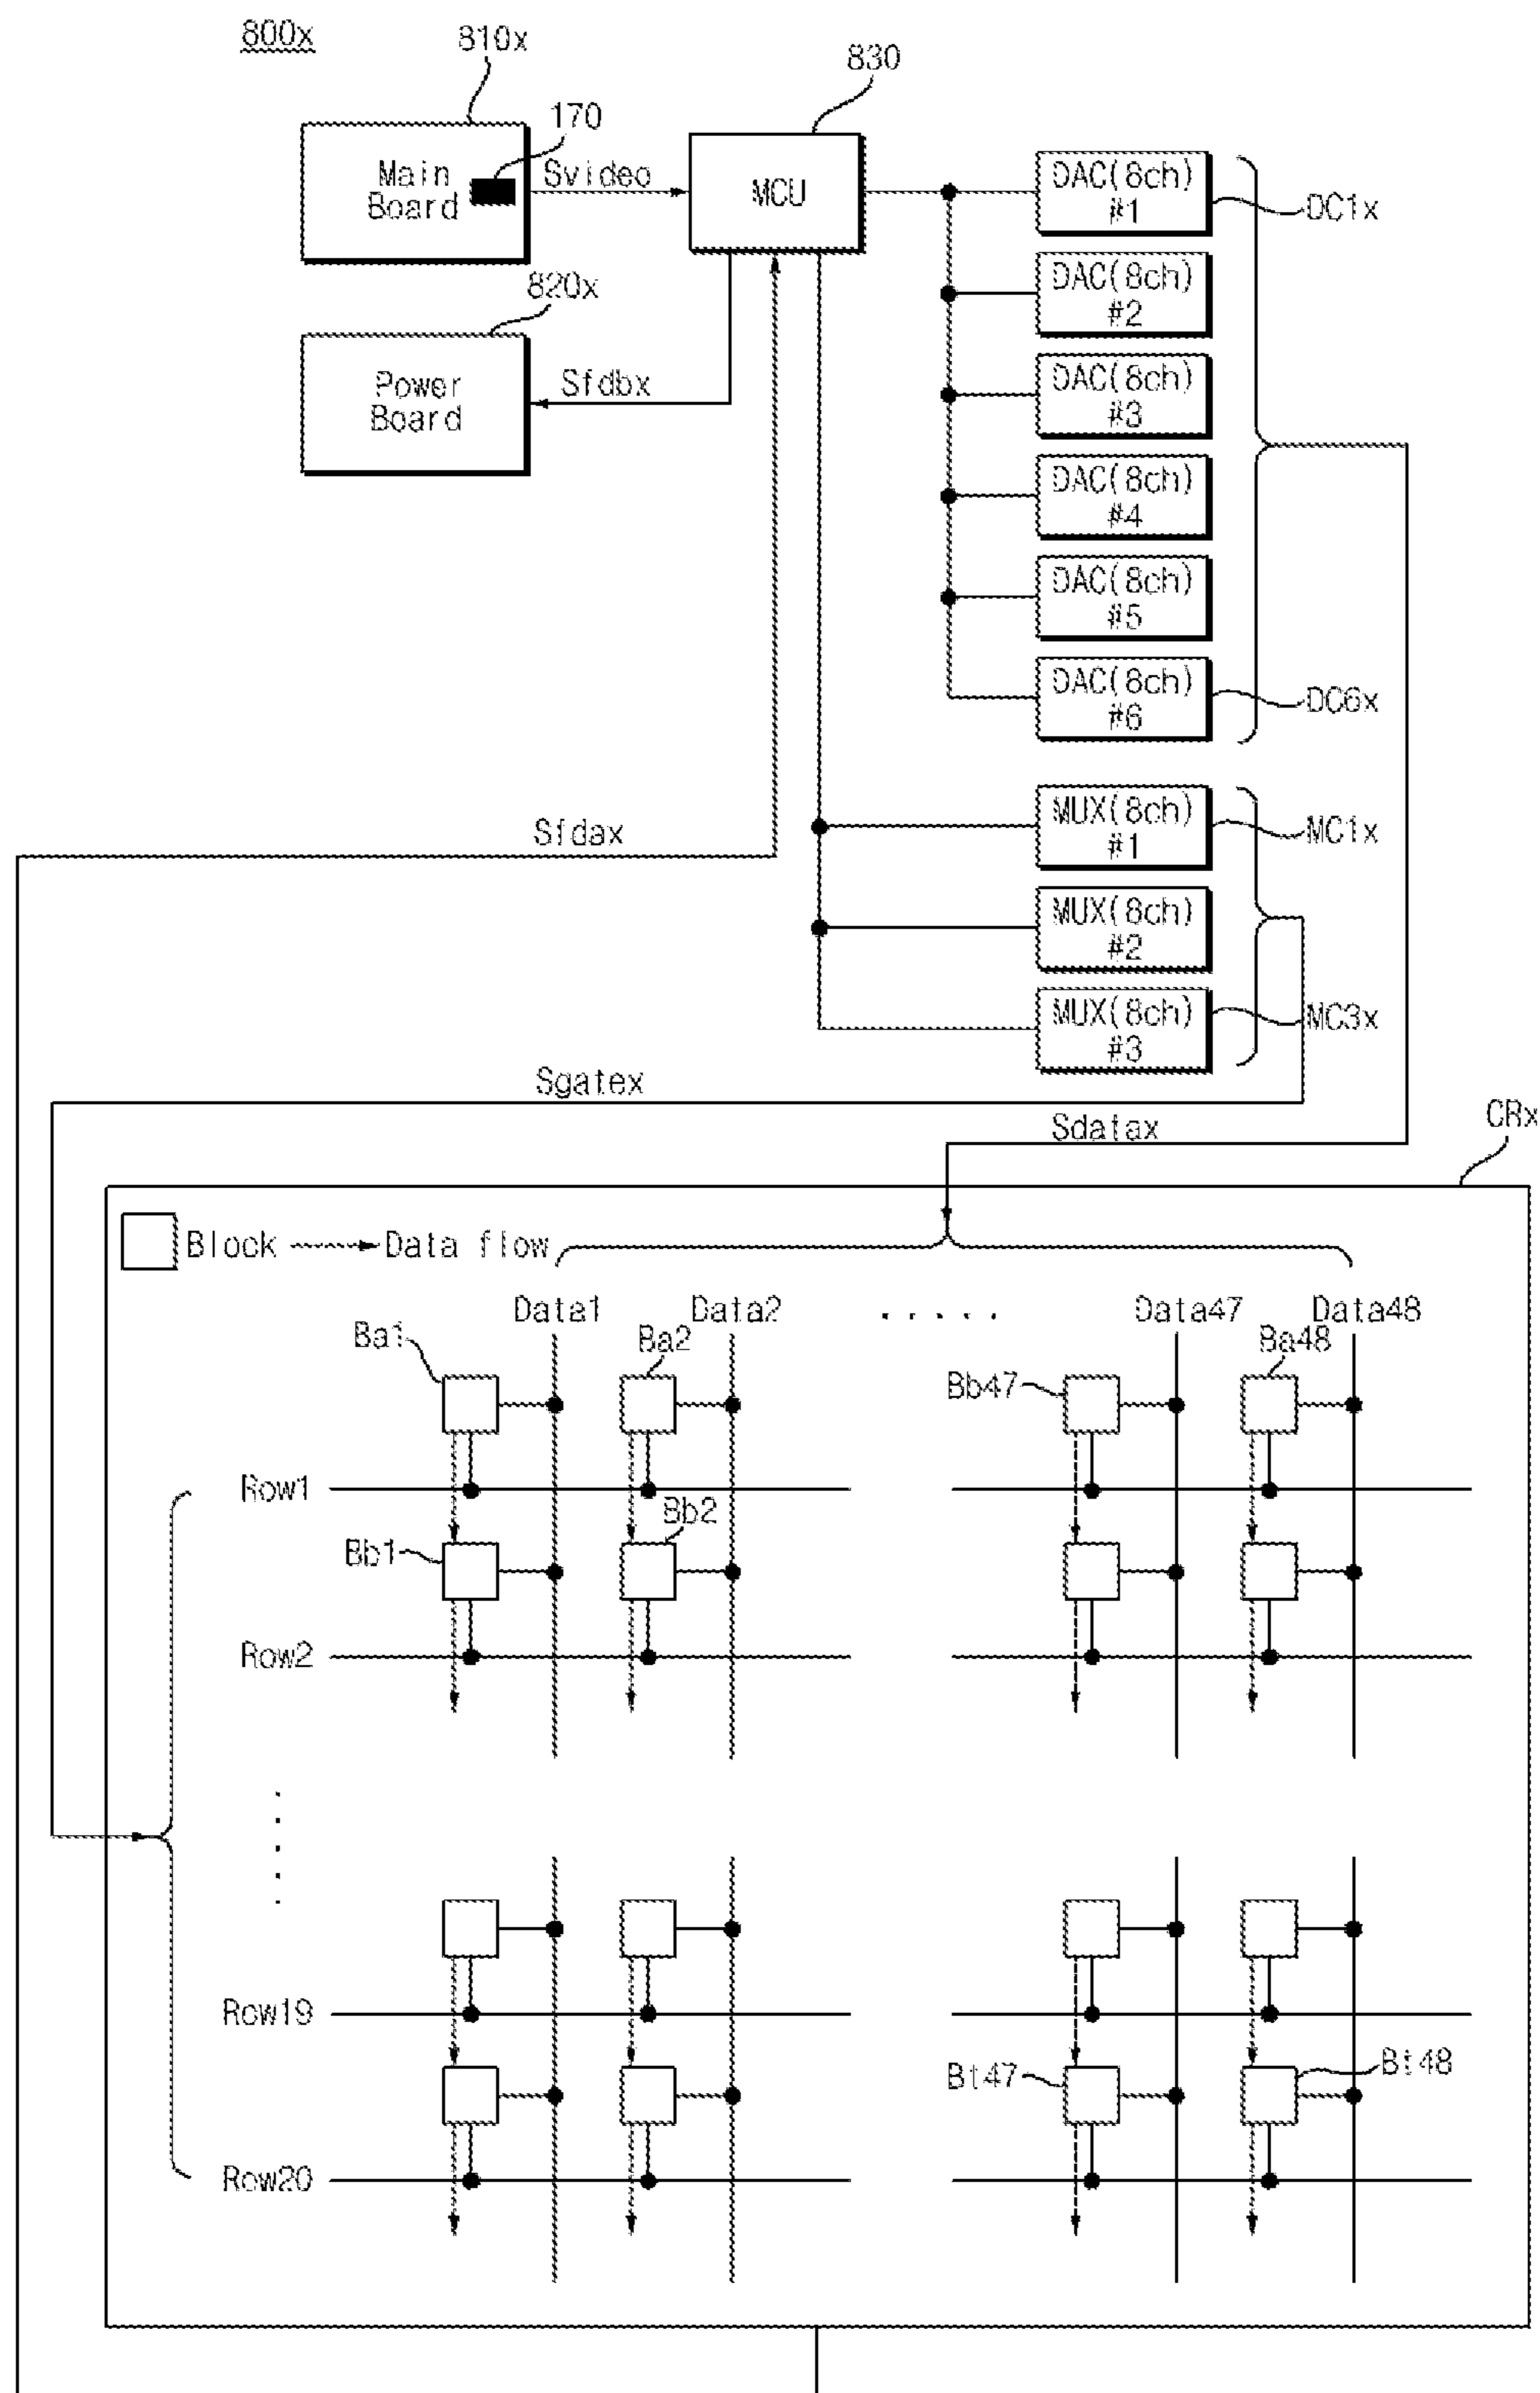 800x
810x
830
170
Main
Board
Svideo
MCU
DAC(8ch)
#1
DC1x
820x
DAC(8ch)
#2
Power
Board
Sfdbx
DAC(8ch)
#3
DAC(8ch)
#4
DAC(8ch)
#5
DAC(8ch)
#6
DC6x
Sfdax
MUX(8ch)
#1
MC1x
MUX(8ch)
#2
MUX(8ch)
#3
MC3x
Sgatex
Sdatax
CRx
Block
Data flow
Data1
Data2
.....
Data47
Data48
Ba1
Ba2
Bb47
Ba48
Row1
Bb1
Bb2
Row2
Row19
Bt47
Bt48
Row20